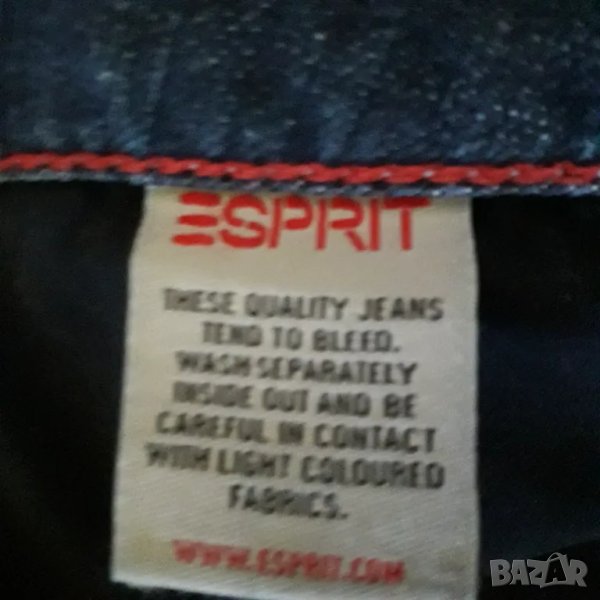 ESPRIT
THESE QUALITY JEANS
TEND TO BLEED.
WASH SEPARATELY
INSIDE OUT AND BE
CAREFUL IN CONTACT
WITH LIGHT COLOURED
FABRICS.
WWW.ESPRIT.COM
BAZAR